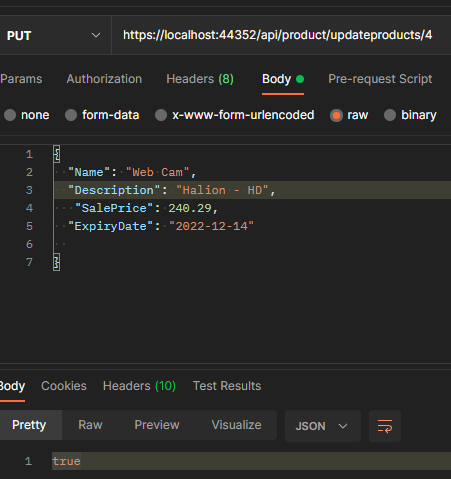 PUT https://localhost:44352/api/product/updateproducts/4
Params Authorization Headers (8) Body Pre-request Script
none form-data x-www-form-urlencoded raw binary
1 {
2 "Name": "Web Cam",
3 "Description": "Halion - HD",
4 "SalePrice": 240.29,
5 "ExpiryDate": "2022-12-14"
6
7 }
Body Cookies Headers (10) Test Results
Pretty Raw Preview Visualize JSON
1 true